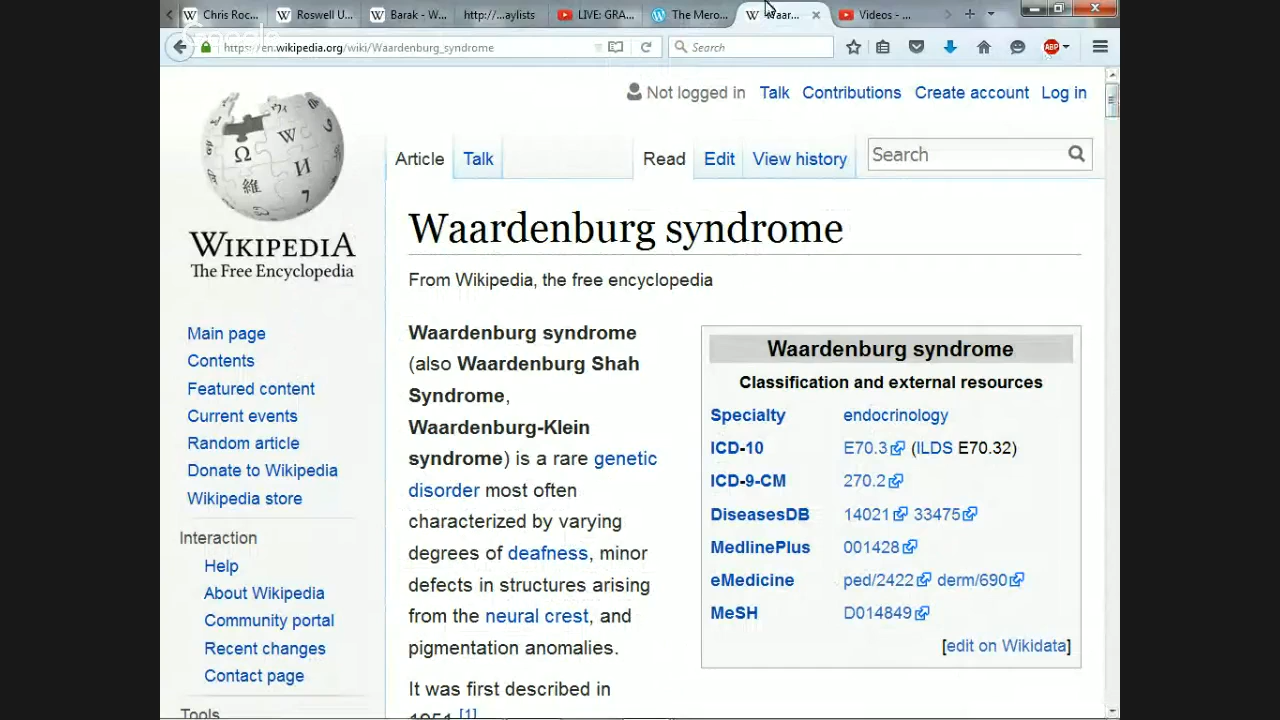 Chris Roc...
Roswell U...
Barak - W...
http:/...aylists
LIVE: GRA...
The Mero...
Waar...
Videos - ...
https://en.wikipedia.org/wiki/Waardenburg_syndrome
Search
ABP
Not logged in Talk Contributions Create account Log in
Article Talk Read Edit View history Search
WIKIPEDIA
The Free Encyclopedia
Main page
Contents
Featured content
Current events
Random article
Donate to Wikipedia
Wikipedia store
Interaction
Help
About Wikipedia
Community portal
Recent changes
Contact page
Tools
Waardenburg syndrome
From Wikipedia, the free encyclopedia
Waardenburg syndrome
(also Waardenburg Shah
Syndrome,
Waardenburg-Klein
syndrome) is a rare genetic
disorder most often
characterized by varying
degrees of deafness, minor
defects in structures arising
from the neural crest, and
pigmentation anomalies.
It was first described in
1951.[1]
Waardenburg syndrome
Classification and external resources
Specialty endocrinology
ICD-10 E70.3 (ILDS E70.32)
ICD-9-CM 270.2
DiseasesDB 14021 33475
MedlinePlus 001428
eMedicine ped/2422 derm/690
MeSH D014849
[edit on Wikidata]